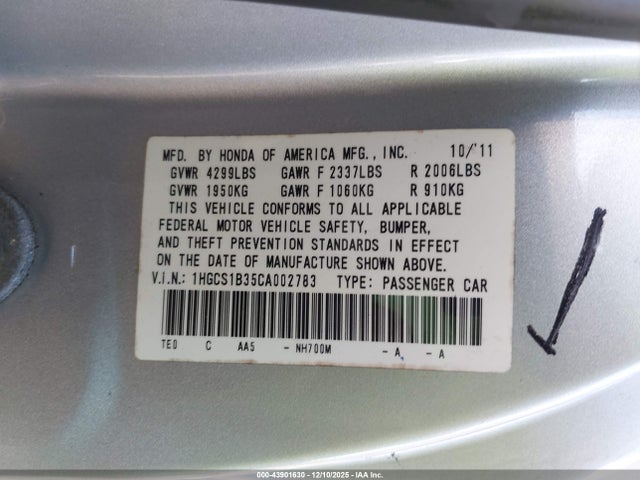 MFD. BY HONDA OF AMERICA MFG., INC. 10/'11
GVWR 4299LBS GAWR F 2337LBS R 2006LBS
GVWR 1950KG GAWR F 1060KG R 910KG
THIS VEHICLE CONFORMS TO ALL APPLICABLE
FEDERAL MOTOR VEHICLE SAFETY, BUMPER,
AND THEFT PREVENTION STANDARDS IN EFFECT
ON THE DATE OF MANUFACTURE SHOWN ABOVE.
V.I.N.: 1HGCS1B35CA002783 TYPE: PASSENGER CAR
TE0 C AA5 - NH700M - A - A
000-43901630 - 12/10/2025 - IAA Inc.